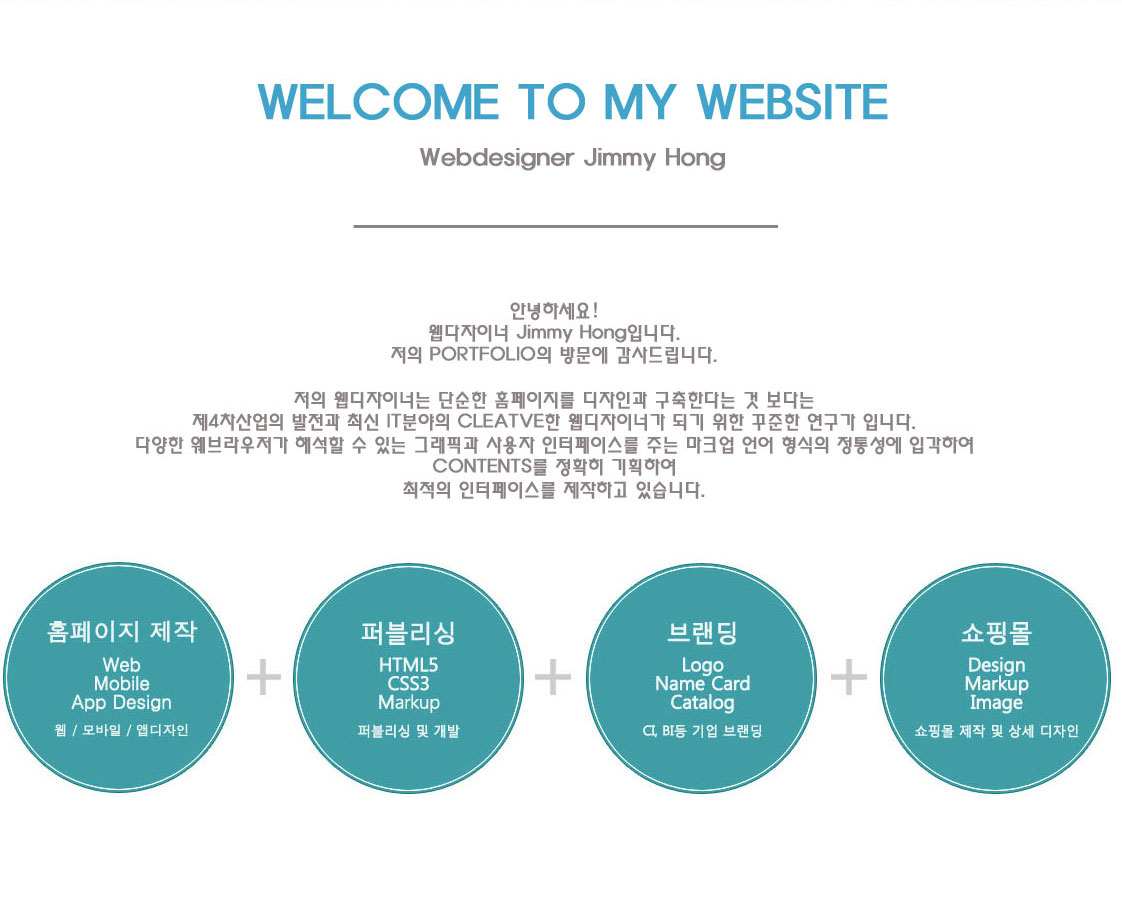 WELCOME TO MY WEBSITE
Webdesigner Jimmy Hong
안녕하세요!
웹디자이너 Jimmy Hong입니다.
저의 PORTFOLIO의 방문에 감사드립니다.
저의 웹디자이너는 단순한 홈페이지를 디자인과 구축한다는 것 보다는
제4차산업의 발전과 최신 IT분야의 CLEATVE한 웹디자이너가 되기 위한 꾸준한 연구가 입니다.
다양한 웨브라우저가 해석할 수 있는 그래픽과 사용자 인터페이스를 주는 마크업 언어 형식의 정통성에 입각하여
CONTENTS를 정확히 기획하여
최적의 인터페이스를 제작하고 있습니다.
홈페이지 제작
Web
Mobile
App Design
웹 / 모바일 / 앱디자인
+
퍼블리싱
HTML5
CSS3
Markup
퍼블리싱 및 개발
+
브랜딩
Logo
Name Card
Catalog
CI, BI등 기업 브랜딩
+
쇼핑몰
Design
Markup
Image
쇼핑몰 제작 및 상세 디자인